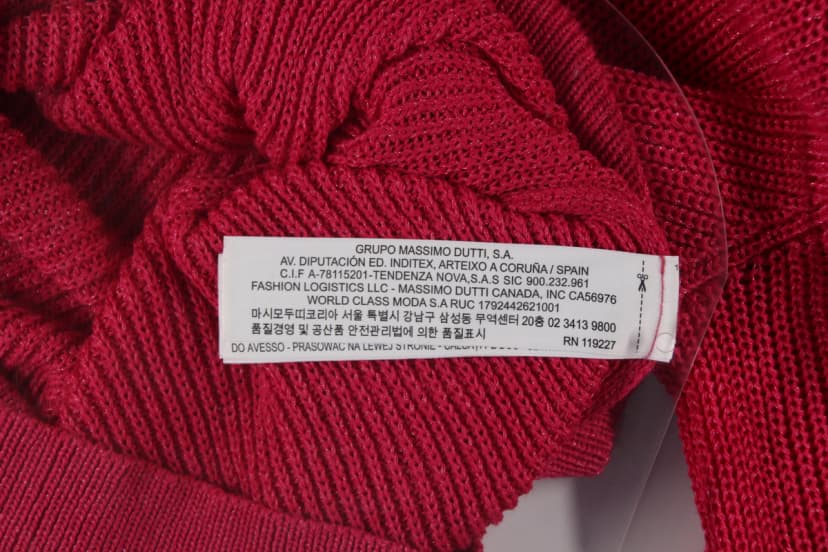 GRUPO MASSIMO DUTTI, S.A.
AV. DIPUTACIÓN ED. INDITEX, ARTEIXO A CORUÑA / SPAIN
C.I.F A-78115201-TENDENZA NOVA,S.A.S SIC 900.232.961
FASHION LOGISTICS LLC - MASSIMO DUTTI CANADA, INC CA56976
WORLD CLASS MODA S.A RUC 1792442621001
마시모두띠코리아 서울 특별시 강남구 삼성동 무역센터 20층 02 3413 9800
품질경영 및 공산품 안전관리법에 의한 품질표시
RN 119227
DO AVESSO - PRASOWAC NA LEWEJ STRONIE -